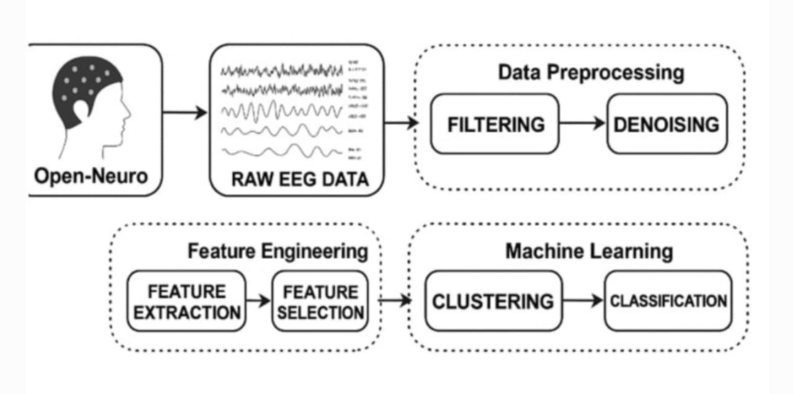 Open-Neuro
RAW EEG DATA
Data Preprocessing
FILTERING
DENOISING
Feature Engineering
FEATURE
EXTRACTION
FEATURE
SELECTION
Machine Learning
CLUSTERING
CLASSIFICATION